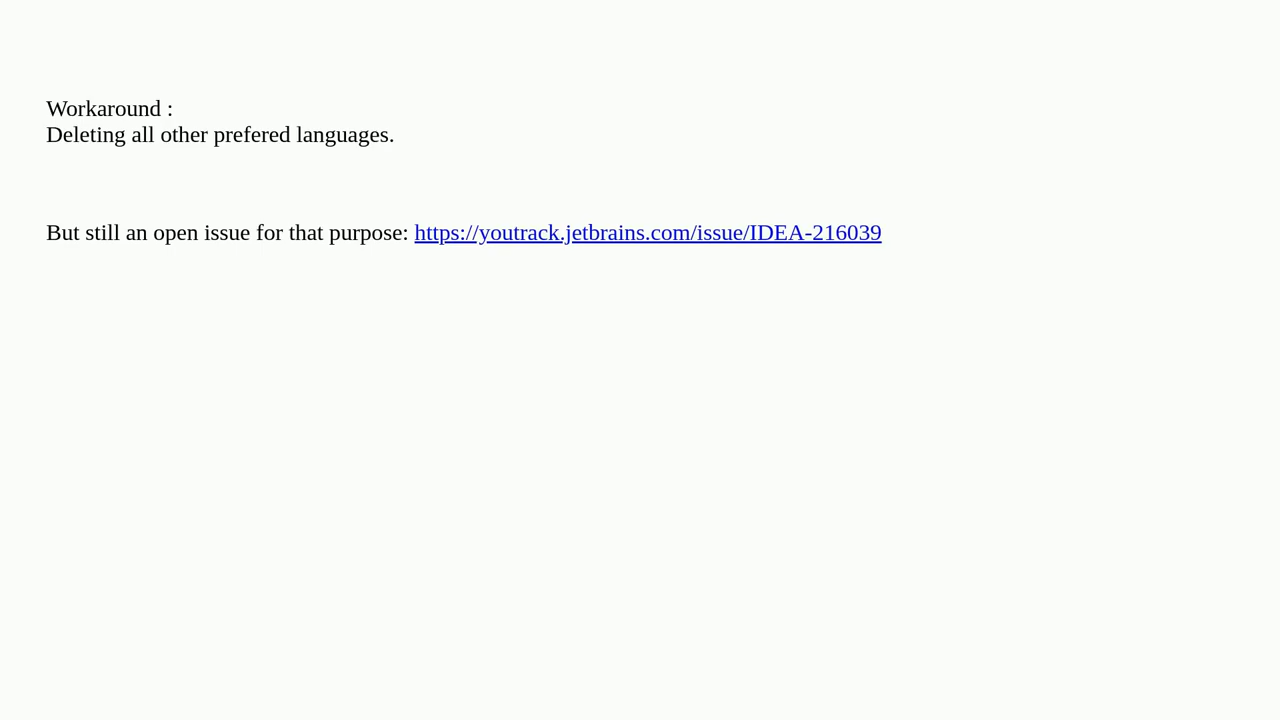 Workaround :
Deleting all other prefered languages.
But still an open issue for that purpose: https://youtrack.jetbrains.com/issue/IDEA-216039